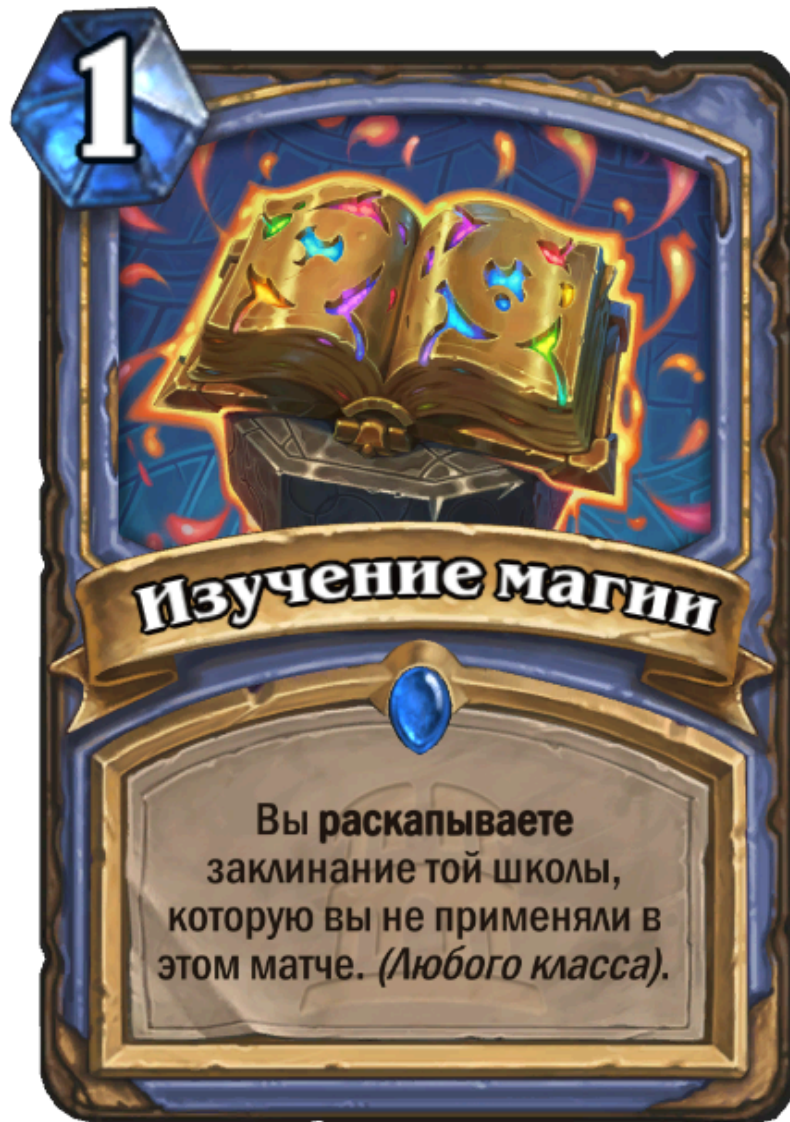 1
Изучение магии
Вы раскапываете
заклинание той школы,
которую вы не применяли в
этом матче. (Любого класса).